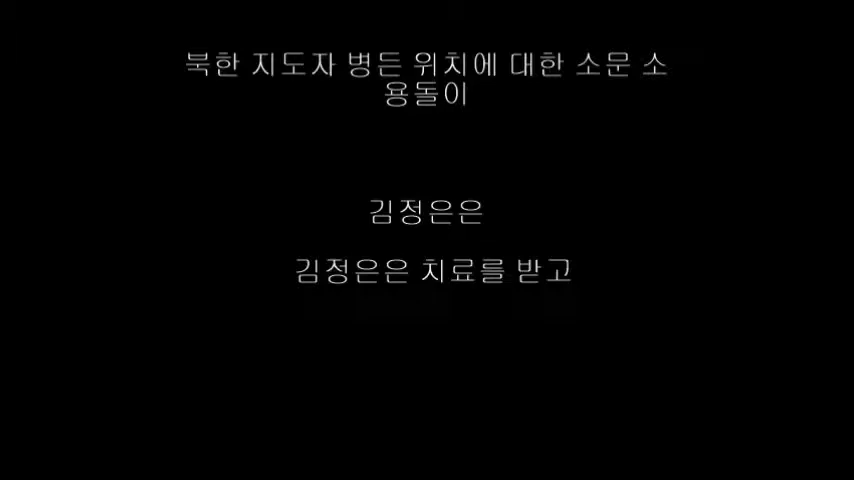 북한 지도자 병든 위치에 대한 소문 소
용돌이
김정은은
김정은은 치료를 받고